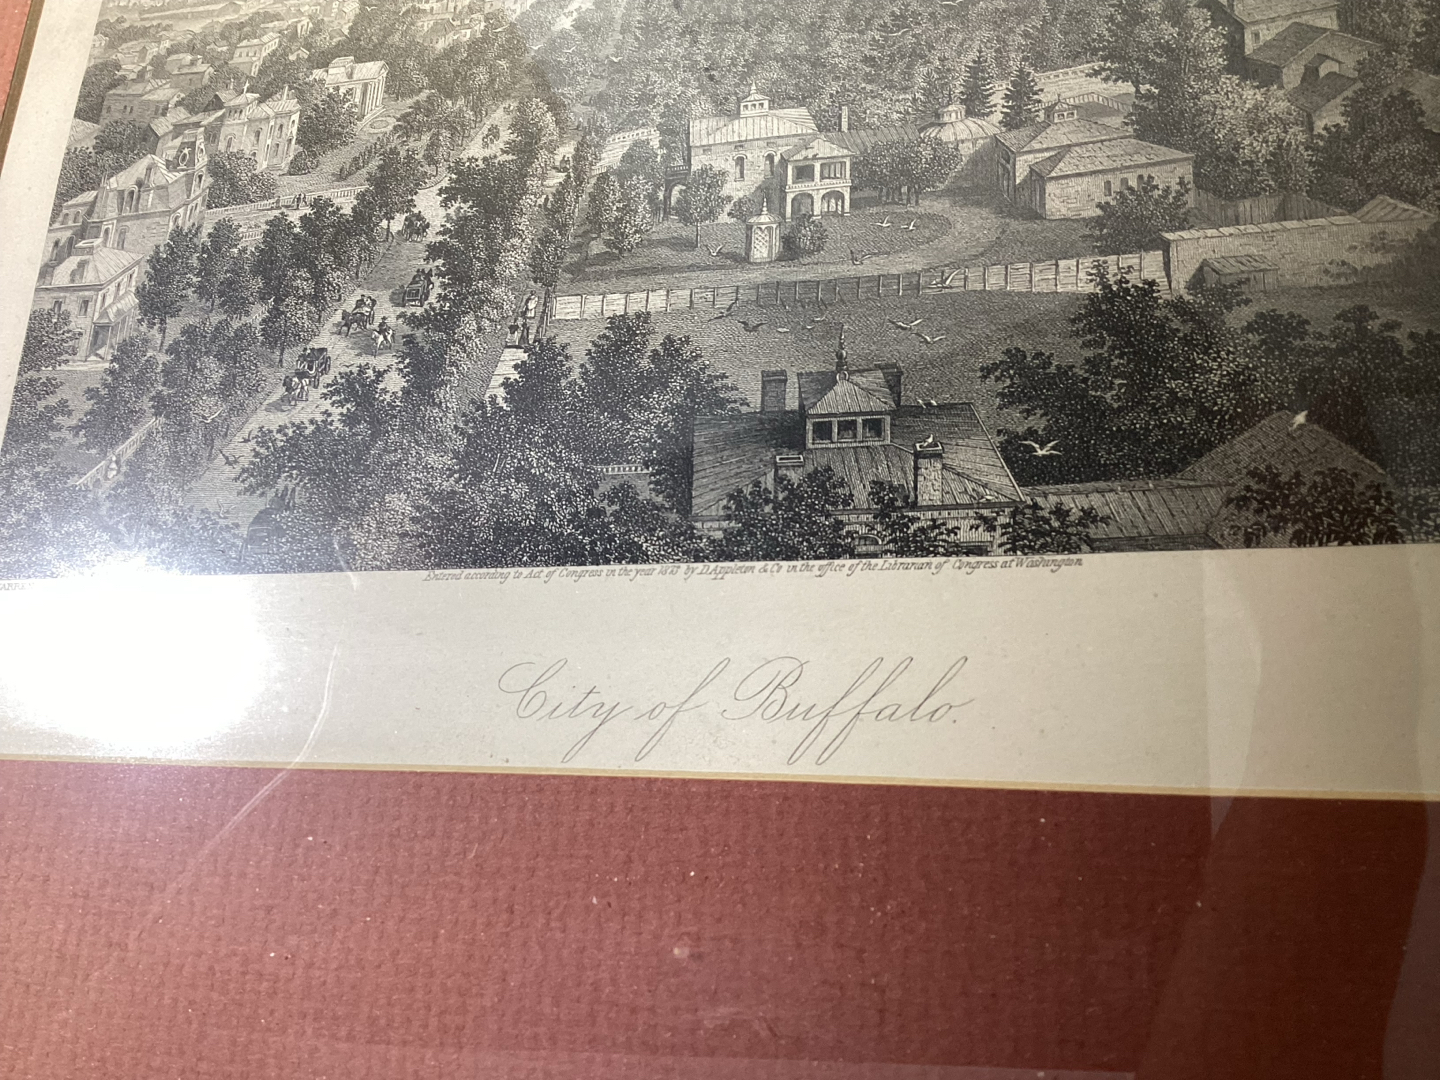 Entered according to Act of Congress in the year 1873 by D. Appleton & Co in the office of the Librarian of Congress at Washington
City of Buffalo.